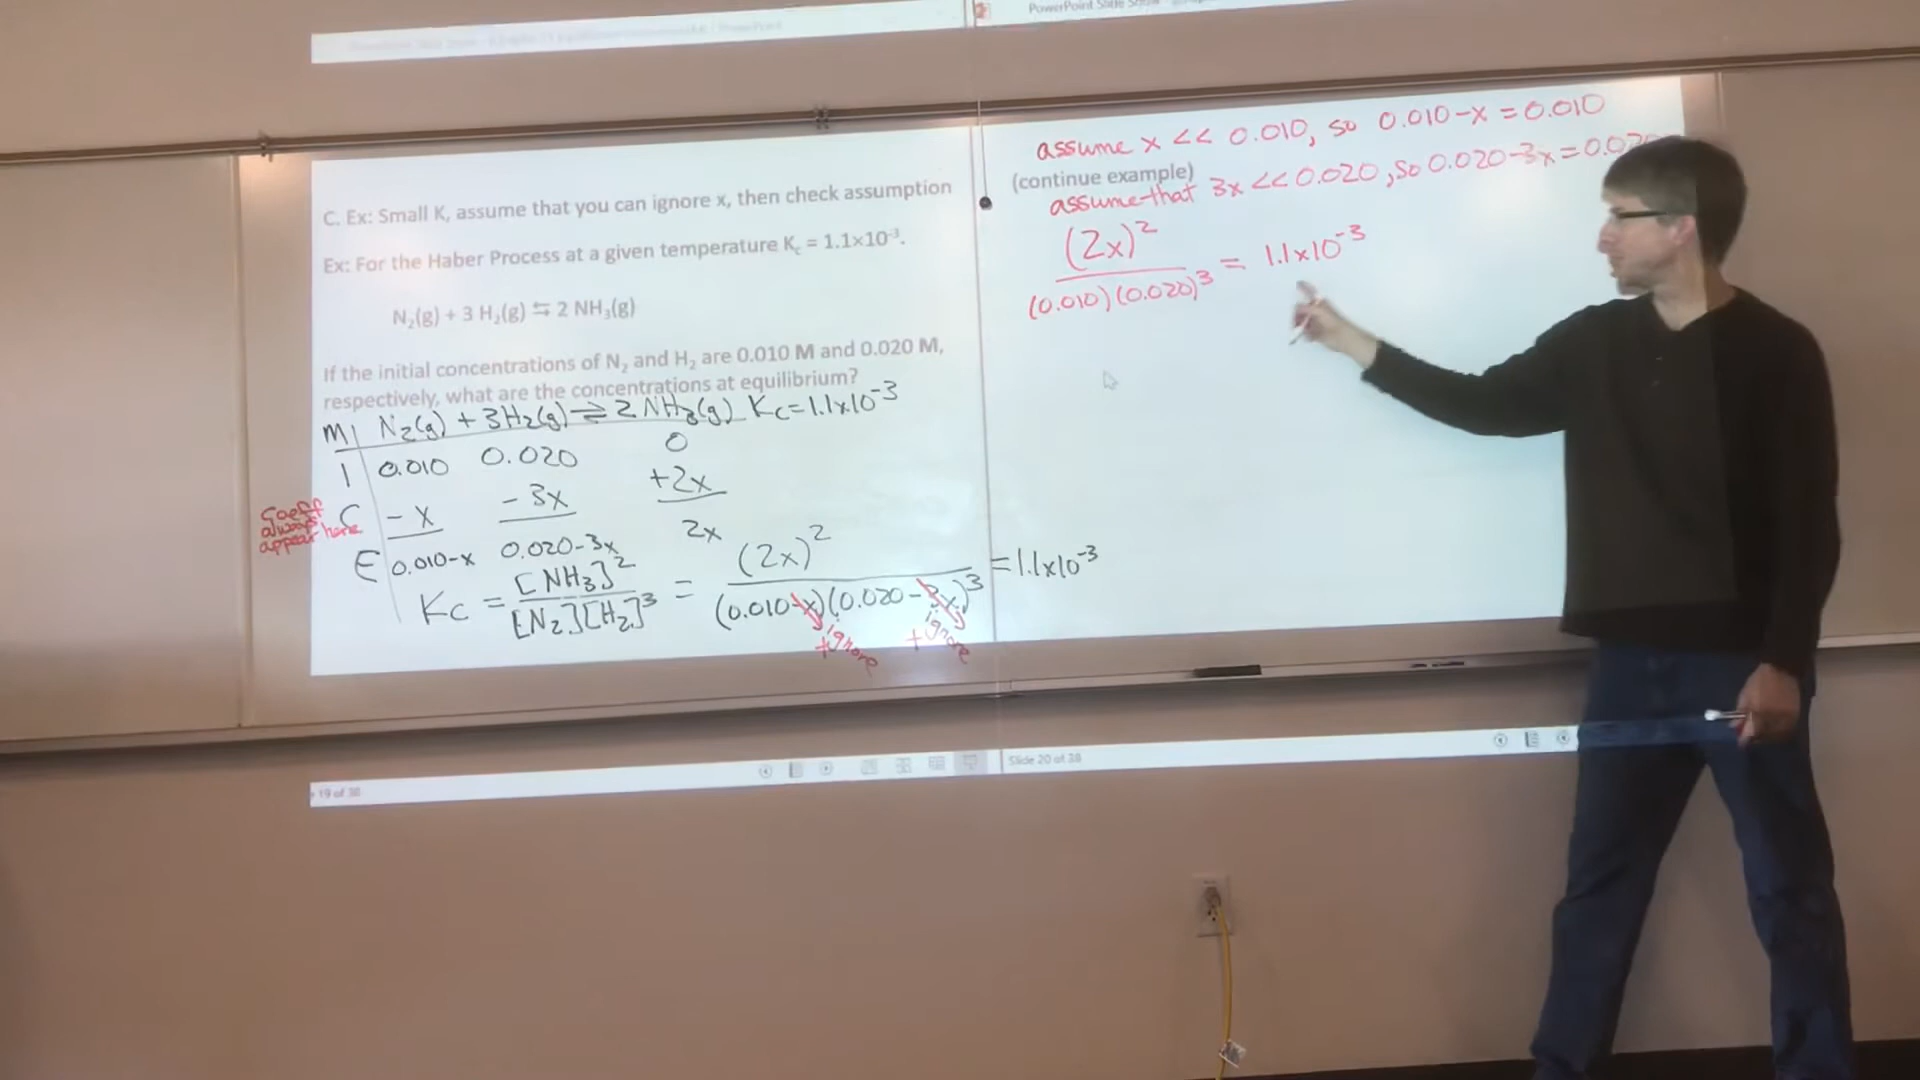 C. Ex: Small K, assume that you can ignore x, then check assumption
Ex: For the Haber Process at a given temperature Kc = 1.1×10⁻³.
N₂(g) + 3 H₂(g) ⇆ 2 NH₃(g)
If the initial concentrations of N₂ and H₂ are 0.010 M and 0.020 M,
respectively, what are the concentrations at equilibrium?
M | N₂(g) + 3H₂(g) ⇌ 2 NH₃(g) Kc = 1.1x10⁻³
I 0.010 0.020 0
coeff
always
appear here
C - x - 3x +2x
E 0.010-x 0.020-3x 2x
Kc = [NH₃]² / [N₂][H₂]³ = (2x)² / (0.010-x)(0.020-3x)³ = 1.1x10⁻³
ignore ignore
19 of 38
PowerPoint Slide Show
assume x << 0.010, so 0.010-x = 0.010
(continue example)
assume that 3x << 0.020, so 0.020-3x = 0.020
(2x)² / (0.010)(0.020)³ = 1.1x10⁻³
Slide 20 of 38